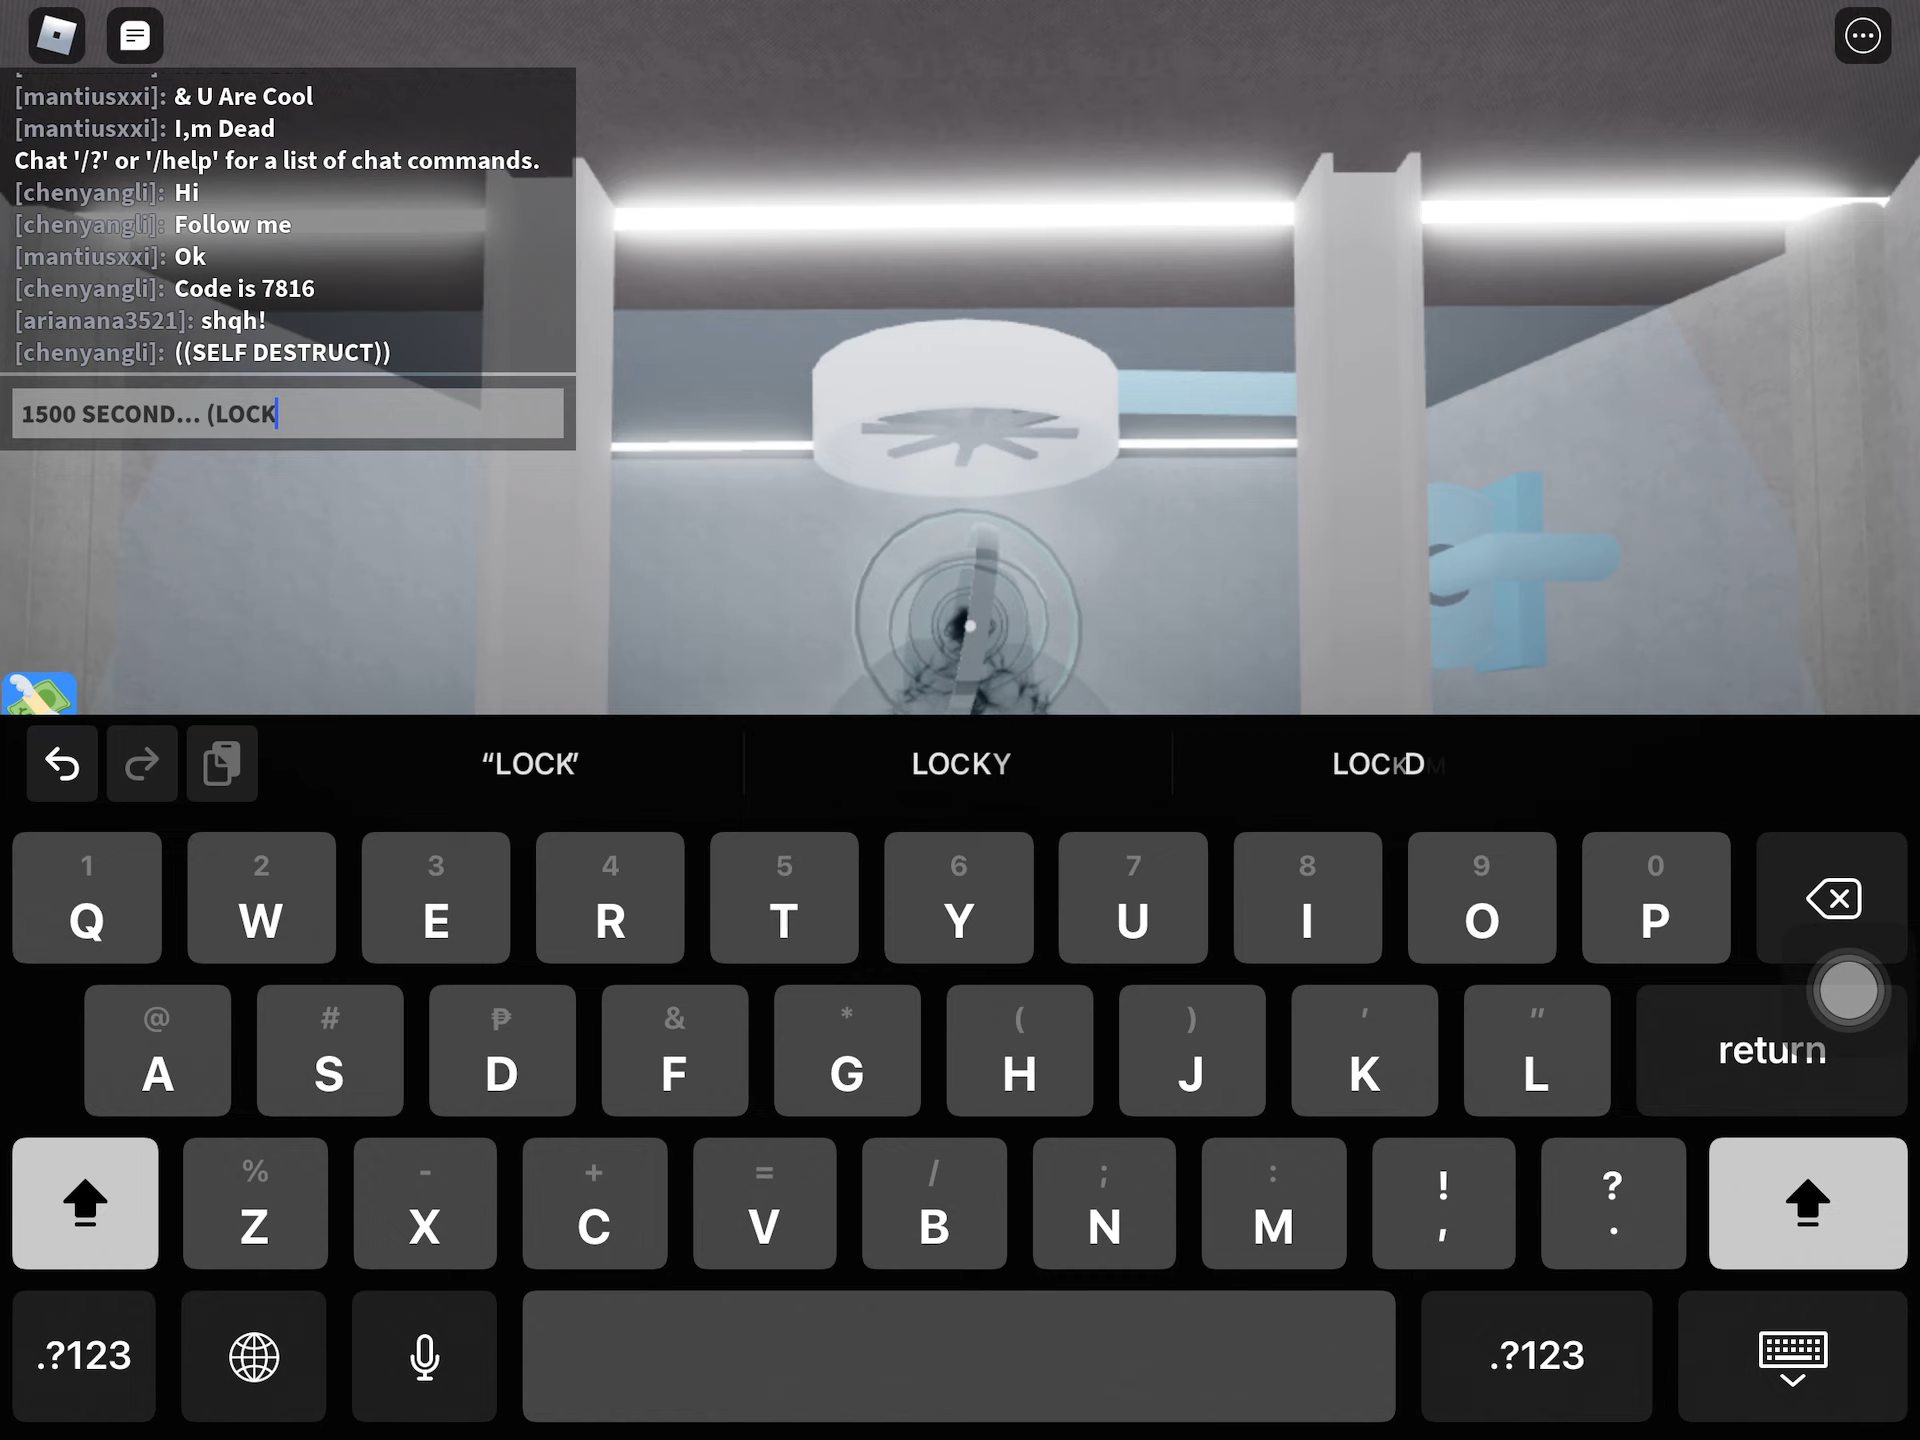 [mantiusxxi]: & U Are Cool
[mantiusxxi]: I,m Dead
Chat '/?' or '/help' for a list of chat commands.
[chenyangli]: Hi
[chenyangli]: Follow me
[mantiusxxi]: Ok
[chenyangli]: Code is 7816
[arianana3521]: shqh!
[chenyangli]: ((SELF DESTRUCT))
1500 SECOND... (LOCK
“LOCK” LOCKY
1 2 3 4 5 6 7 8 9 0
Q W E R T Y U I O P
@ # ₱ & * ( ) ' "
A S D F G H J K L return
% - + = / ; : ! ?
Z X C V B N M , .
.?123 .?123